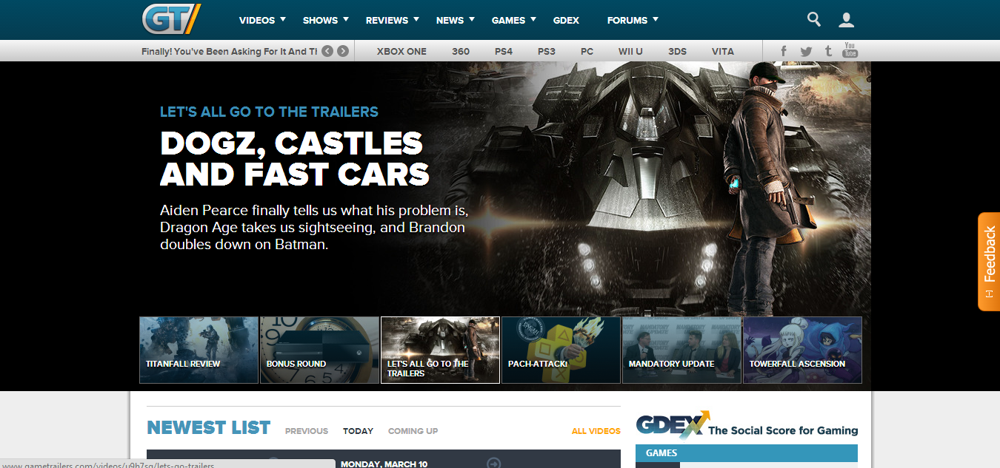 GT
VIDEOS SHOWS REVIEWS NEWS GAMES GDEX FORUMS
Finally! You've Been Asking For It And Th
XBOX ONE 360 PS4 PS3 PC WII U 3DS VITA
f t You Tube
LET'S ALL GO TO THE TRAILERS
DOGZ, CASTLES
AND FAST CARS
Aiden Pearce finally tells us what his problem is,
Dragon Age takes us sightseeing, and Brandon
doubles down on Batman.
[-] Feedback
TITANFALL REVIEW
BONUS ROUND
LET'S ALL GO TO THE
TRAILERS
PACH-ATTACK!
MANDATORY UPDATE
TOWERFALL ASCENSION
NEWEST LIST PREVIOUS TODAY COMING UP ALL VIDEOS
GDEX The Social Score for Gaming
GAMES
MONDAY, MARCH 10
www.gametrailers.com/videos/u9h7sq/lets-go-trailers